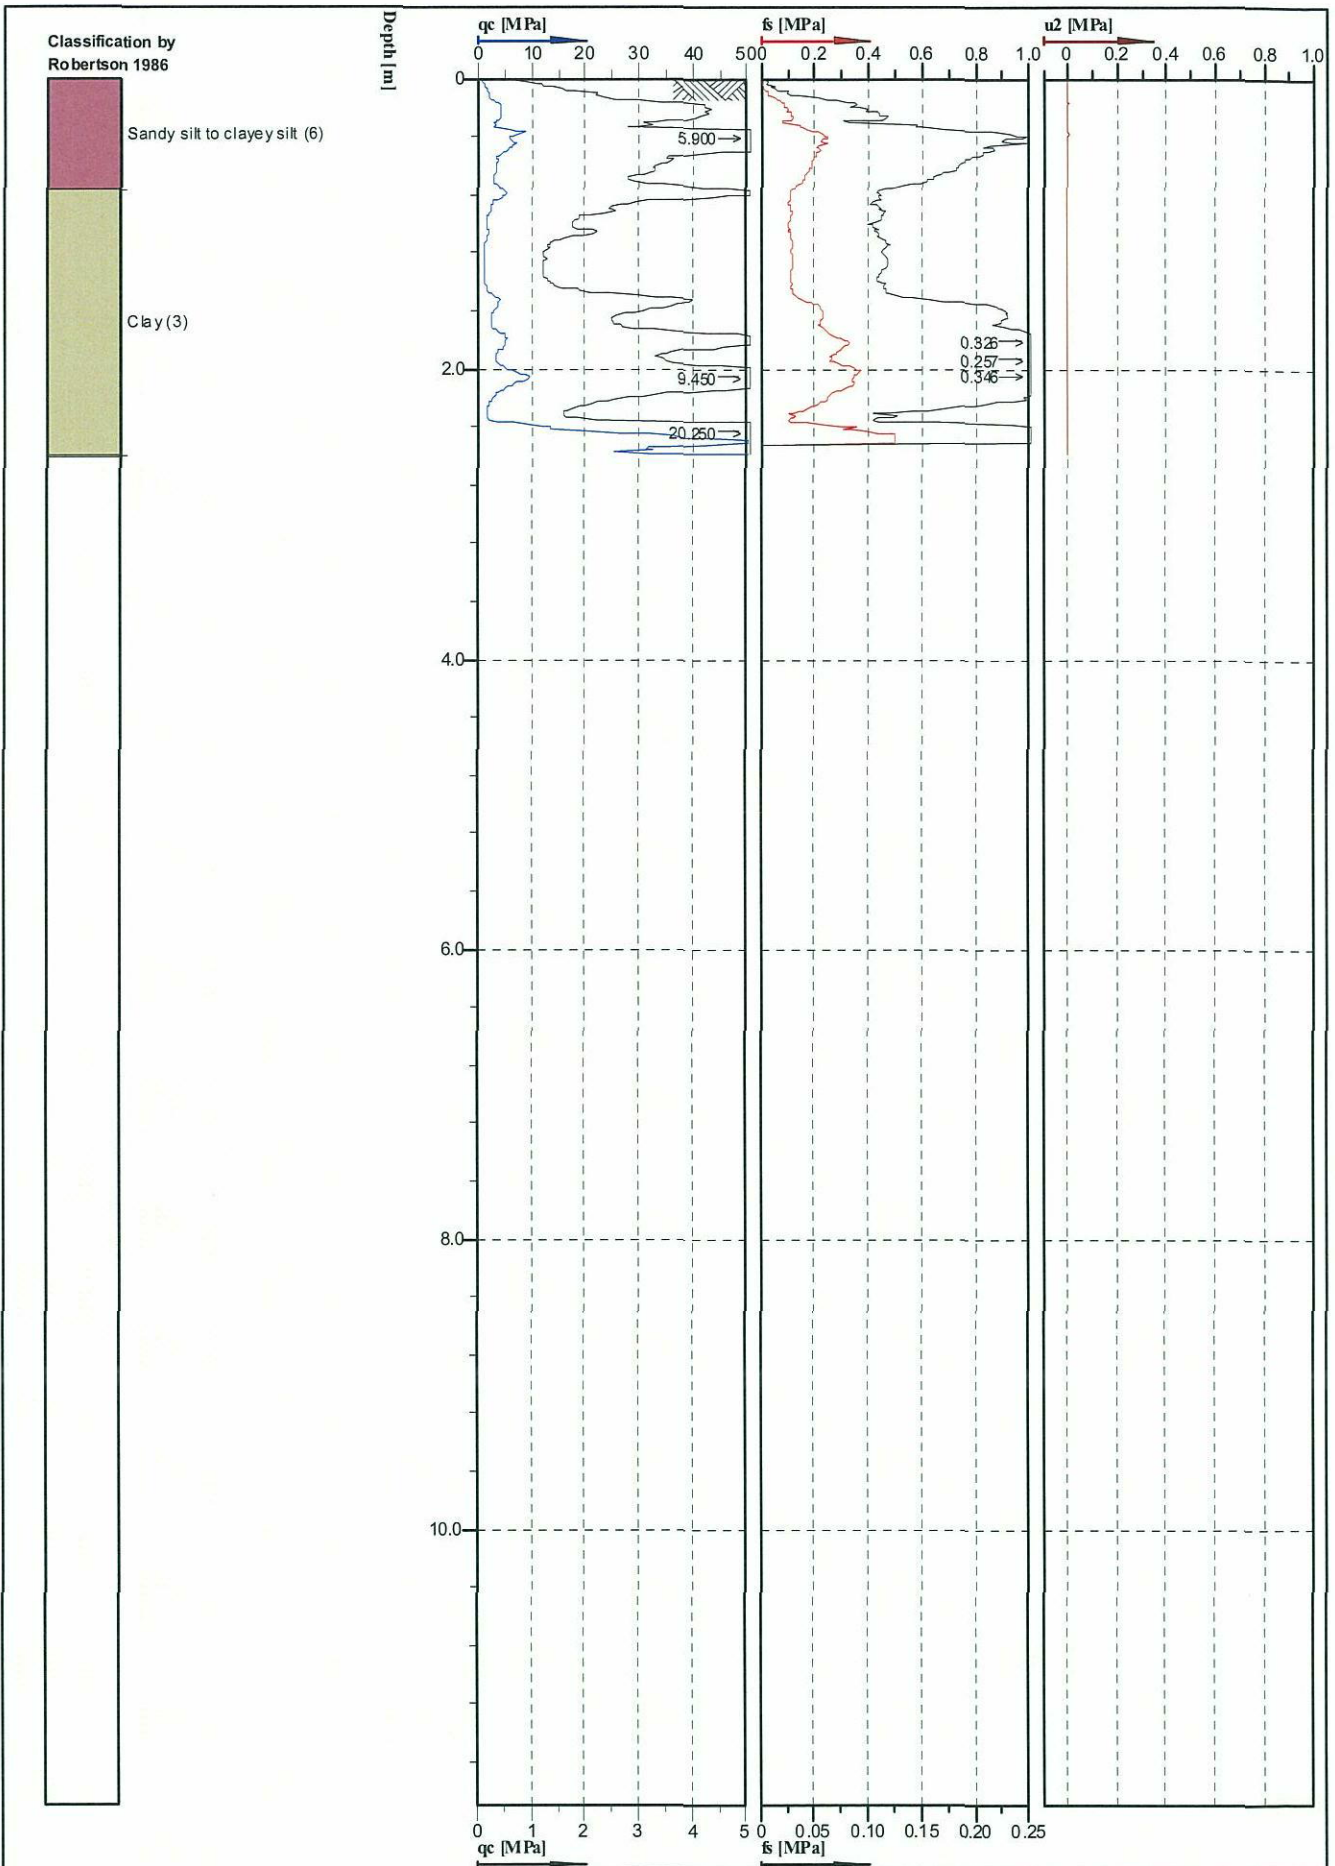 Classification by
Robertson 1986
Depth [m]
qc [MPa]
fs [MPa]
u2 [MPa]
0 10 20 30 40 50
0 0.2 0.4 0.6 0.8 1.0
0 0.2 0.4 0.6 0.8 1.0
0
Sandy silt to clayey silt (6)
5.900
Clay (3)
0.326
0.257
0.346
2.0
9.450
20.250
4.0
6.0
8.0
10.0
0 1 2 3 4 5
0 0.05 0.10 0.15 0.20 0.25
qc [MPa]
fs [MPa]